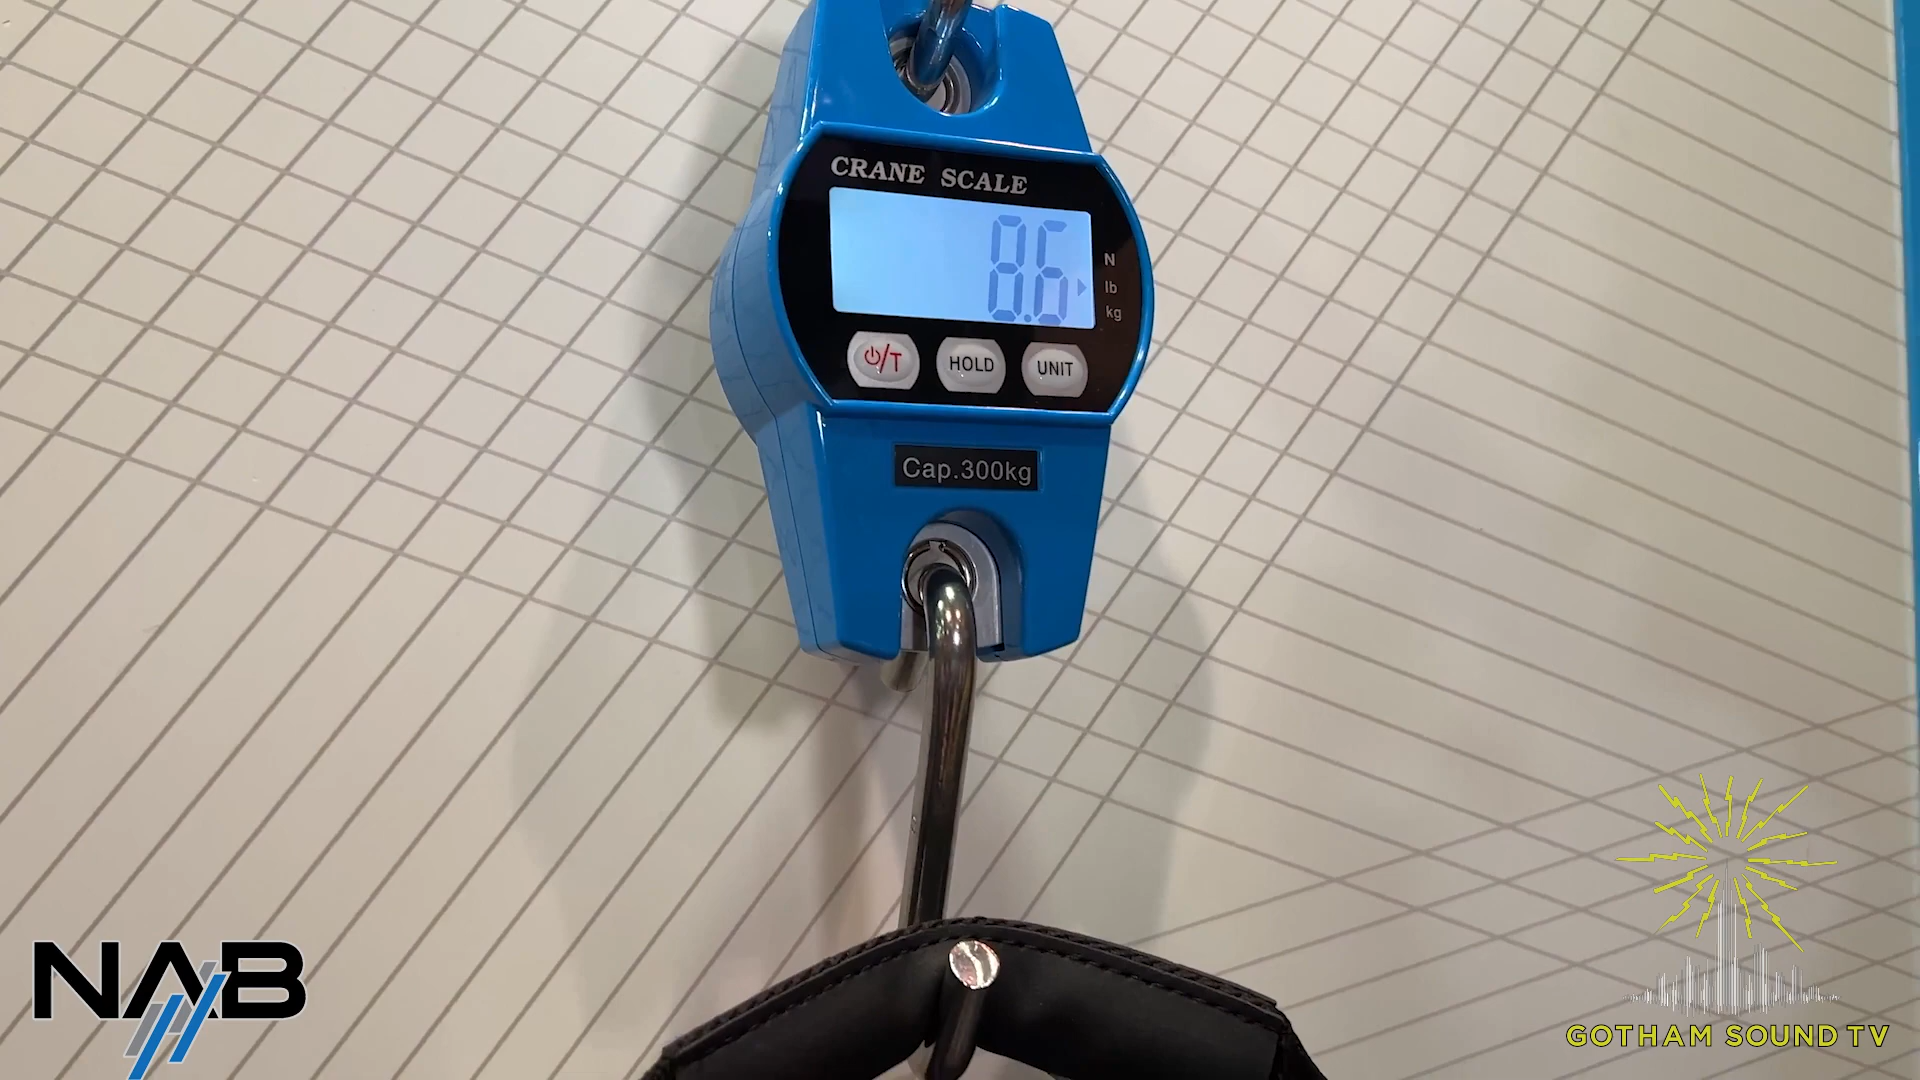 CRANE SCALE
8.6
N
lb
kg
⏻/T HOLD UNIT
Cap.300kg
NAB
GOTHAM SOUND TV